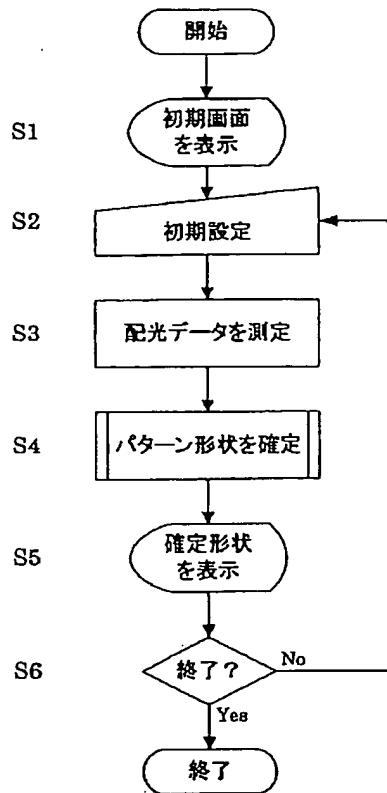 開始
S1
初期画面
を表示
S2
初期設定
S3
配光データを測定
S4
パターン形状を確定
S5
確定形状
を表示
S6
終了？
No
Yes
終了